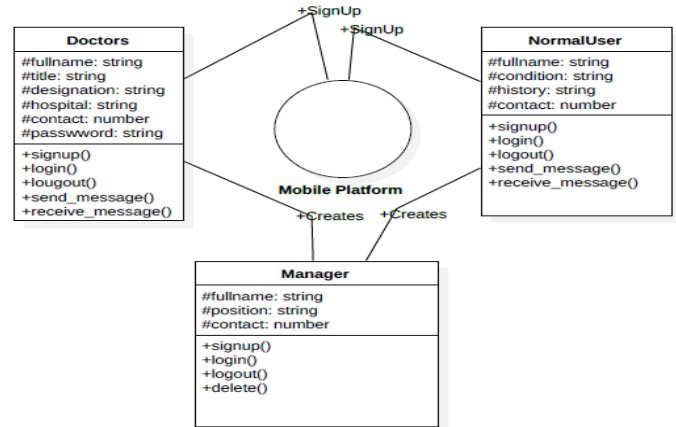 +SignUp
+SignUp
Doctors
#fullname: string
#title: string
#designation: string
#hospital: string
#contact: number
#passwword: string
+signup()
+login()
+lougout()
+send_message()
+receive_message()
NormalUser
#fullname: string
#condition: string
#history: string
#contact: number
+signup()
+login()
+logout()
+send_message()
+receive_message()
Mobile Platform
+Creates
+Creates
Manager
#fullname: string
#position: string
#contact: number
+signup()
+login()
+logout()
+delete()